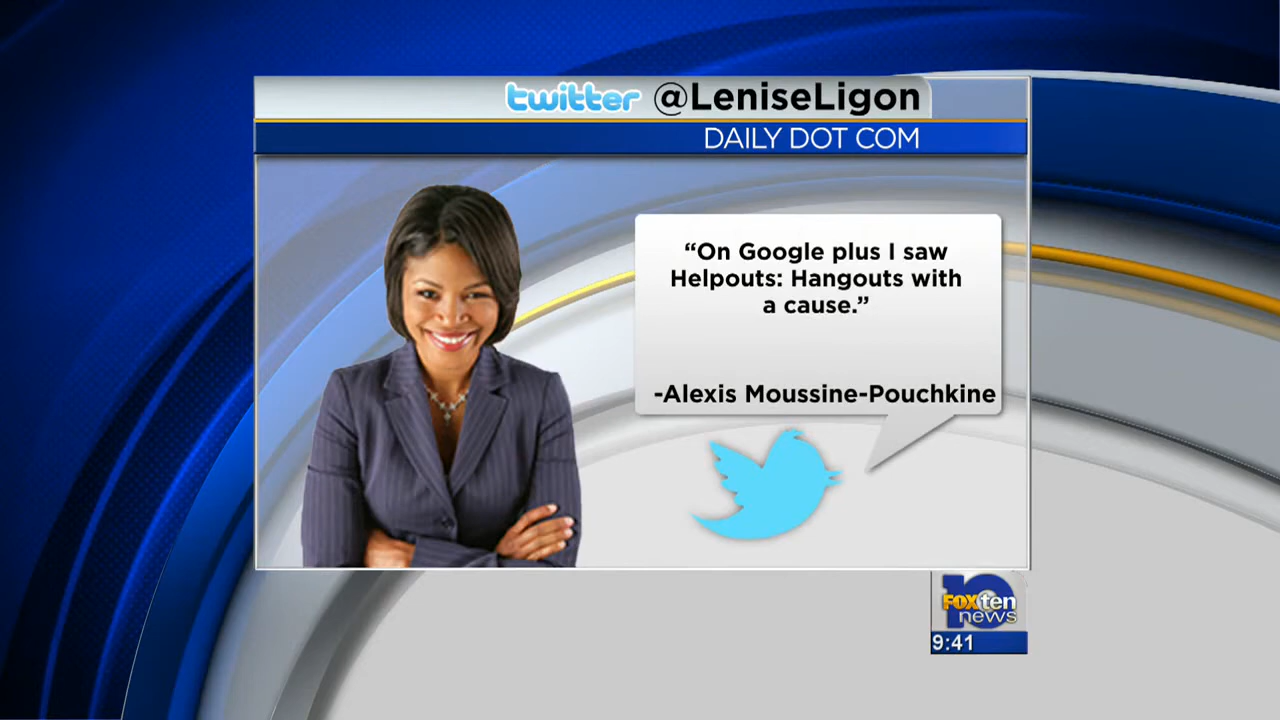 twitter @LeniseLigon
DAILY DOT COM
“On Google plus I saw
Helpouts: Hangouts with
a cause.”
-Alexis Moussine-Pouchkine
10
FOX ten
news
9:41